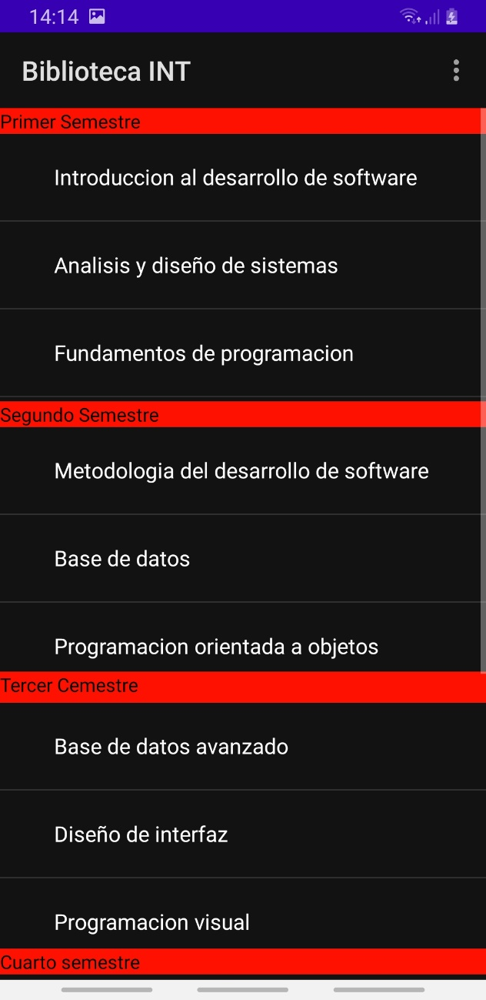 14:14
Biblioteca INT
Primer Semestre
Introduccion al desarrollo de software
Analisis y diseño de sistemas
Fundamentos de programacion
Segundo Semestre
Metodologia del desarrollo de software
Base de datos
Programacion orientada a objetos
Tercer Cemestre
Base de datos avanzado
Diseño de interfaz
Programacion visual
Cuarto semestre